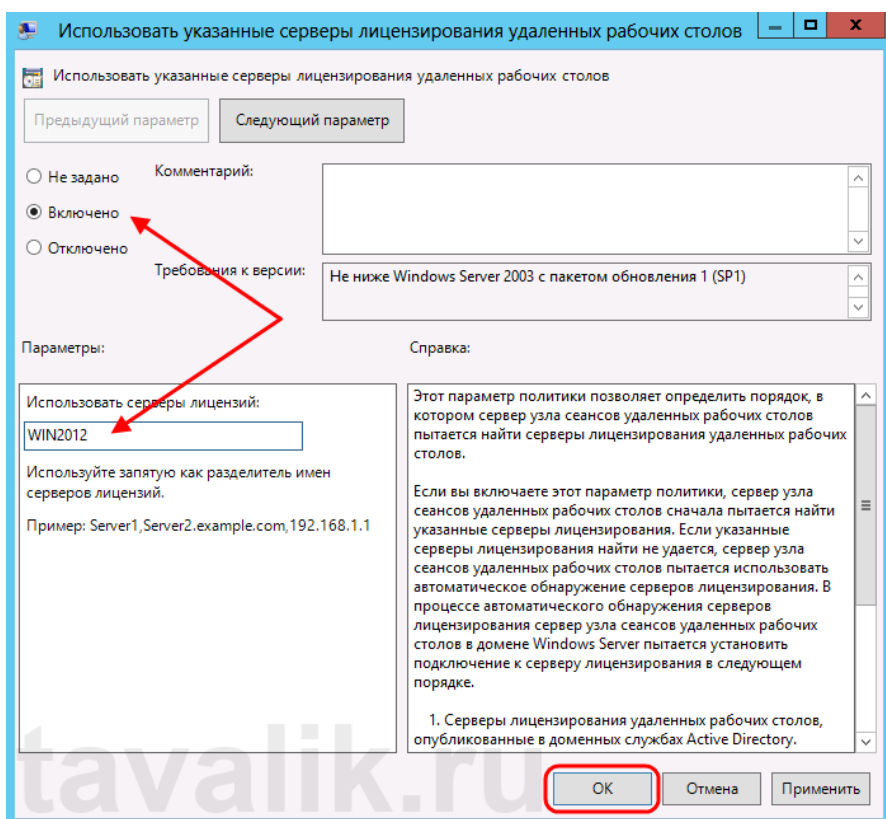 Использовать указанные серверы лицензирования удаленных рабочих столов
Использовать указанные серверы лицензирования удаленных рабочих столов
Предыдущий параметр
Следующий параметр
Не задано
Комментарий:
Включено
Отключено
Требования к версии:
Не ниже Windows Server 2003 с пакетом обновления 1 (SP1)
Параметры:
Справка:
Использовать серверы лицензий:
WIN2012
Используйте запятую как разделитель имен
серверов лицензий.
Пример: Server1,Server2.example.com,192.168.1.1
Этот параметр политики позволяет определить порядок, в
котором сервер узла сеансов удаленных рабочих столов
пытается найти серверы лицензирования удаленных рабочих
столов.
Если вы включаете этот параметр политики, сервер узла
сеансов удаленных рабочих столов сначала пытается найти
указанные серверы лицензирования. Если указанные
серверы лицензирования найти не удается, сервер узла
сеансов удаленных рабочих столов пытается использовать
автоматическое обнаружение серверов лицензирования. В
процессе автоматического обнаружения серверов
лицензирования сервер узла сеансов удаленных рабочих
столов в домене Windows Server пытается установить
подключение к серверу лицензирования в следующем
порядке.
1. Серверы лицензирования удаленных рабочих столов,
опубликованные в доменных службах Active Directory.
tavalik.ru
ОК
Отмена
Применить